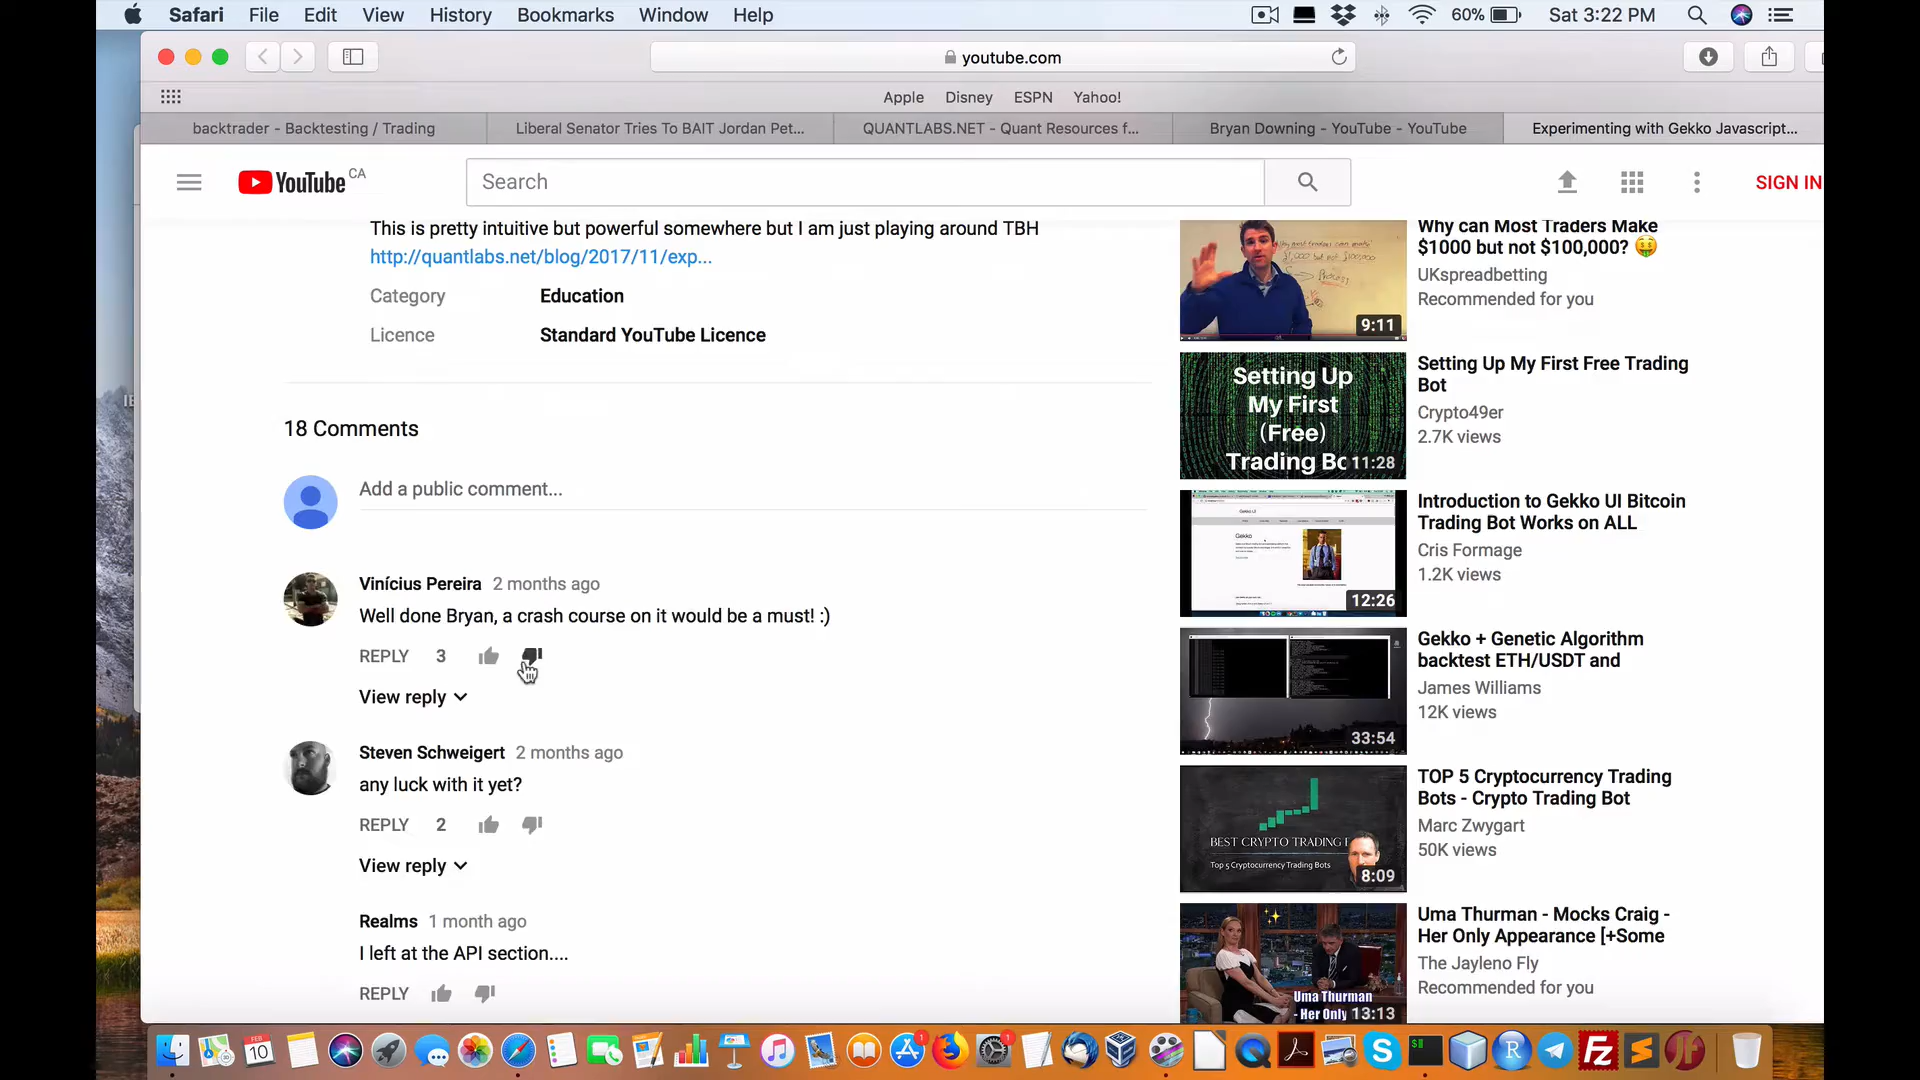 Safari File Edit View History Bookmarks Window Help
60% Sat 3:22 PM
youtube.com
Apple Disney ESPN Yahoo!
backtrader - Backtesting / Trading
Liberal Senator Tries To BAIT Jordan Pet...
QUANTLABS.NET - Quant Resources f...
Bryan Downing - YouTube - YouTube
Experimenting with Gekko Javascript...
YouTube CA
Search
SIGN IN
This is pretty intuitive but powerful somewhere but I am just playing around TBH
http://quantlabs.net/blog/2017/11/exp...
Category Education
Licence Standard YouTube Licence
18 Comments
Add a public comment...
Vinícius Pereira 2 months ago
Well done Bryan, a crash course on it would be a must! :)
REPLY 3
View reply
Steven Schweigert 2 months ago
any luck with it yet?
REPLY 2
View reply
Realms 1 month ago
I left at the API section....
REPLY
9:11
Why can Most Traders Make
$1000 but not $100,000? 🤑
UKspreadbetting
Recommended for you
Setting Up
My First
(Free)
Trading Bo
11:28
Setting Up My First Free Trading
Bot
Crypto49er
2.7K views
Gekko
12:26
Introduction to Gekko UI Bitcoin
Trading Bot Works on ALL
Cris Formage
1.2K views
33:54
Gekko + Genetic Algorithm
backtest ETH/USDT and
James Williams
12K views
BEST CRYPTO TRADING
Top 5 Cryptocurrency Trading Bots
8:09
TOP 5 Cryptocurrency Trading
Bots - Crypto Trading Bot
Marc Zwygart
50K views
Uma Thurman
- Her Only
13:13
Uma Thurman - Mocks Craig -
Her Only Appearance [+Some
The Jayleno Fly
Recommended for you
FEB
10